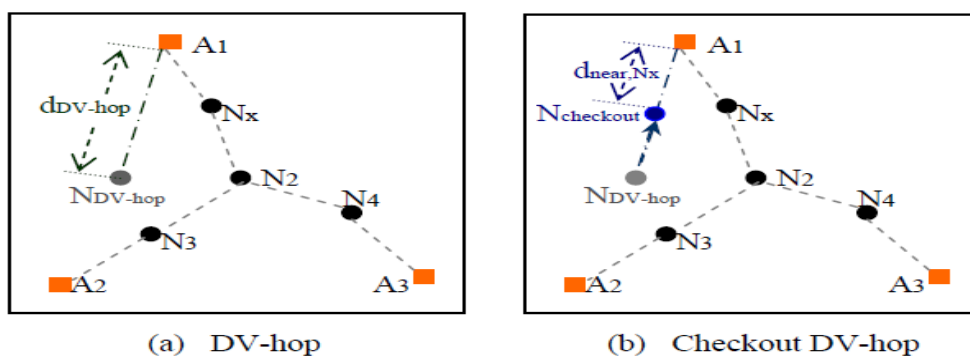 A1
dDV-hop
Nx
NDV-hop
N2
N4
N3
A2
A3
(a) DV-hop
A1
dnear,Nx
Ncheckout
Nx
N2
NDV-hop
N4
N3
A2
A3
(b) Checkout DV-hop